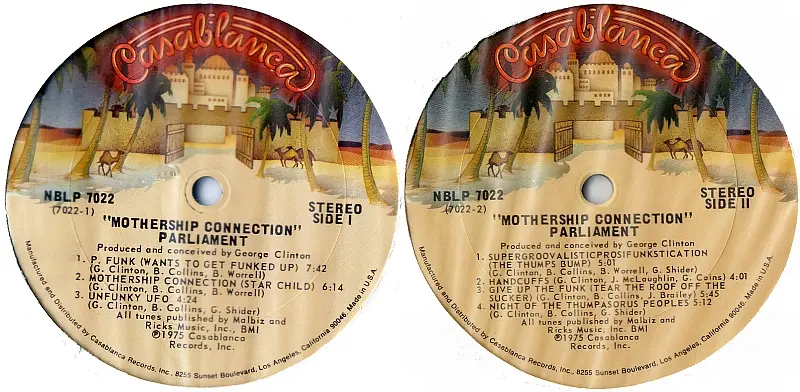 Casablanca
NBLP 7022
(7022-1)
STEREO
SIDE I
"MOTHERSHIP CONNECTION"
PARLIAMENT
Produced and conceived by George Clinton
1. P. FUNK (WANTS TO GET FUNKED UP) 7:42
(G. Clinton, B. Collins, B. Worrell)
2. MOTHERSHIP CONNECTION (STAR CHILD) 6:14
(G. Clinton, B. Collins, B. Worrell)
3. UNFUNKY UFO 4:24
(G. Clinton, B. Collins, G. Shider)
All tunes published by Malbiz and
Ricks Music, Inc., BMI
℗1975 Casablanca
Records, Inc.
Manufactured and Distributed by Casablanca Records, Inc., 8255 Sunset Boulevard, Los Angeles, California 90046. Made in U.S.A.
Casablanca
NBLP 7022
(7022-2)
STEREO
SIDE II
"MOTHERSHIP CONNECTION"
PARLIAMENT
Produced and conceived by George Clinton
1. SUPERGROOVALISTICPROSIFUNKSTICATION
(THE THUMPS BUMP) 5:01
(G. Clinton, B. Collins, B. Worrell, G. Shider)
2. HANDCUFFS (G. Clinton, J. McLoughlin, G. Coins) 4:01
3. GIVE UP THE FUNK (TEAR THE ROOF OFF THE
SUCKER) (G. Clinton, B. Collins, J. Brailey) 5:45
4. NIGHT OF THE THUMPASORUS PEOPLES 5:12
(G. Clinton, B. Collins, G. Shider)
All tunes published by Malbiz and
Ricks Music, Inc. BMI
℗1975 Casablanca
Records, Inc.
Manufactured and Distributed by Casablanca Records, Inc., 8255 Sunset Boulevard, Los Angeles, California 90046. Made in U.S.A.